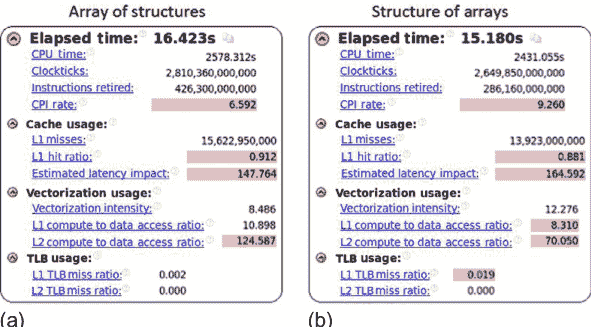 Array of structures
Elapsed time: 16.423s
CPU time: 2578.312s
Clockticks: 2,810,360,000,000
Instructions retired: 426,300,000,000
CPI rate: 6.592
Cache usage:
L1 misses: 15,622,950,000
L1 hit ratio: 0.912
Estimated latency impact: 147.764
Vectorization usage:
Vectorization intensity: 8.486
L1 compute to data access ratio: 10.898
L2 compute to data access ratio: 124.587
TLB usage:
L1 TLB miss ratio: 0.002
L2 TLB miss ratio: 0.000
(a)
Structure of arrays
Elapsed time: 15.180s
CPU time: 2431.055s
Clockticks: 2,649,850,000,000
Instructions retired: 286,160,000,000
CPI rate: 9.260
Cache usage:
L1 misses: 13,923,000,000
L1 hit ratio: 0.881
Estimated latency impact: 164.592
Vectorization usage:
Vectorization intensity: 12.276
L1 compute to data access ratio: 8.310
L2 compute to data access ratio: 70.050
TLB usage:
L1 TLB miss ratio: 0.019
L2 TLB miss ratio: 0.000
(b)